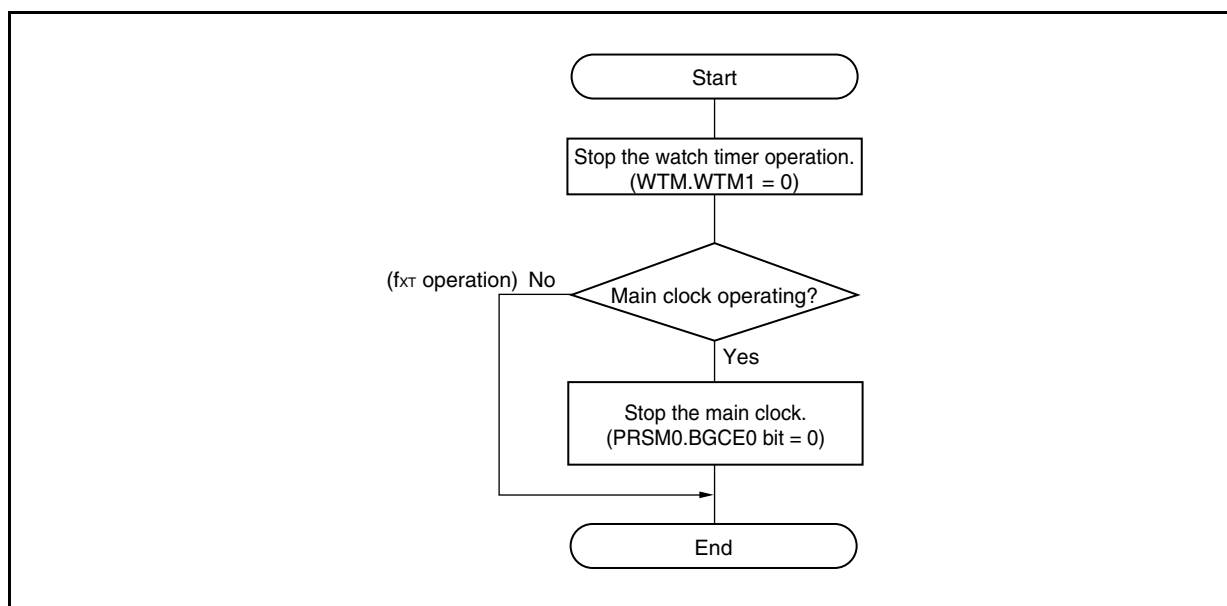 Start
Stop the watch timer operation.
(WTM.WTM1 = 0)
(fXT operation) No
Main clock operating?
Yes
Stop the main clock.
(PRSM0.BGCE0 bit = 0)
End